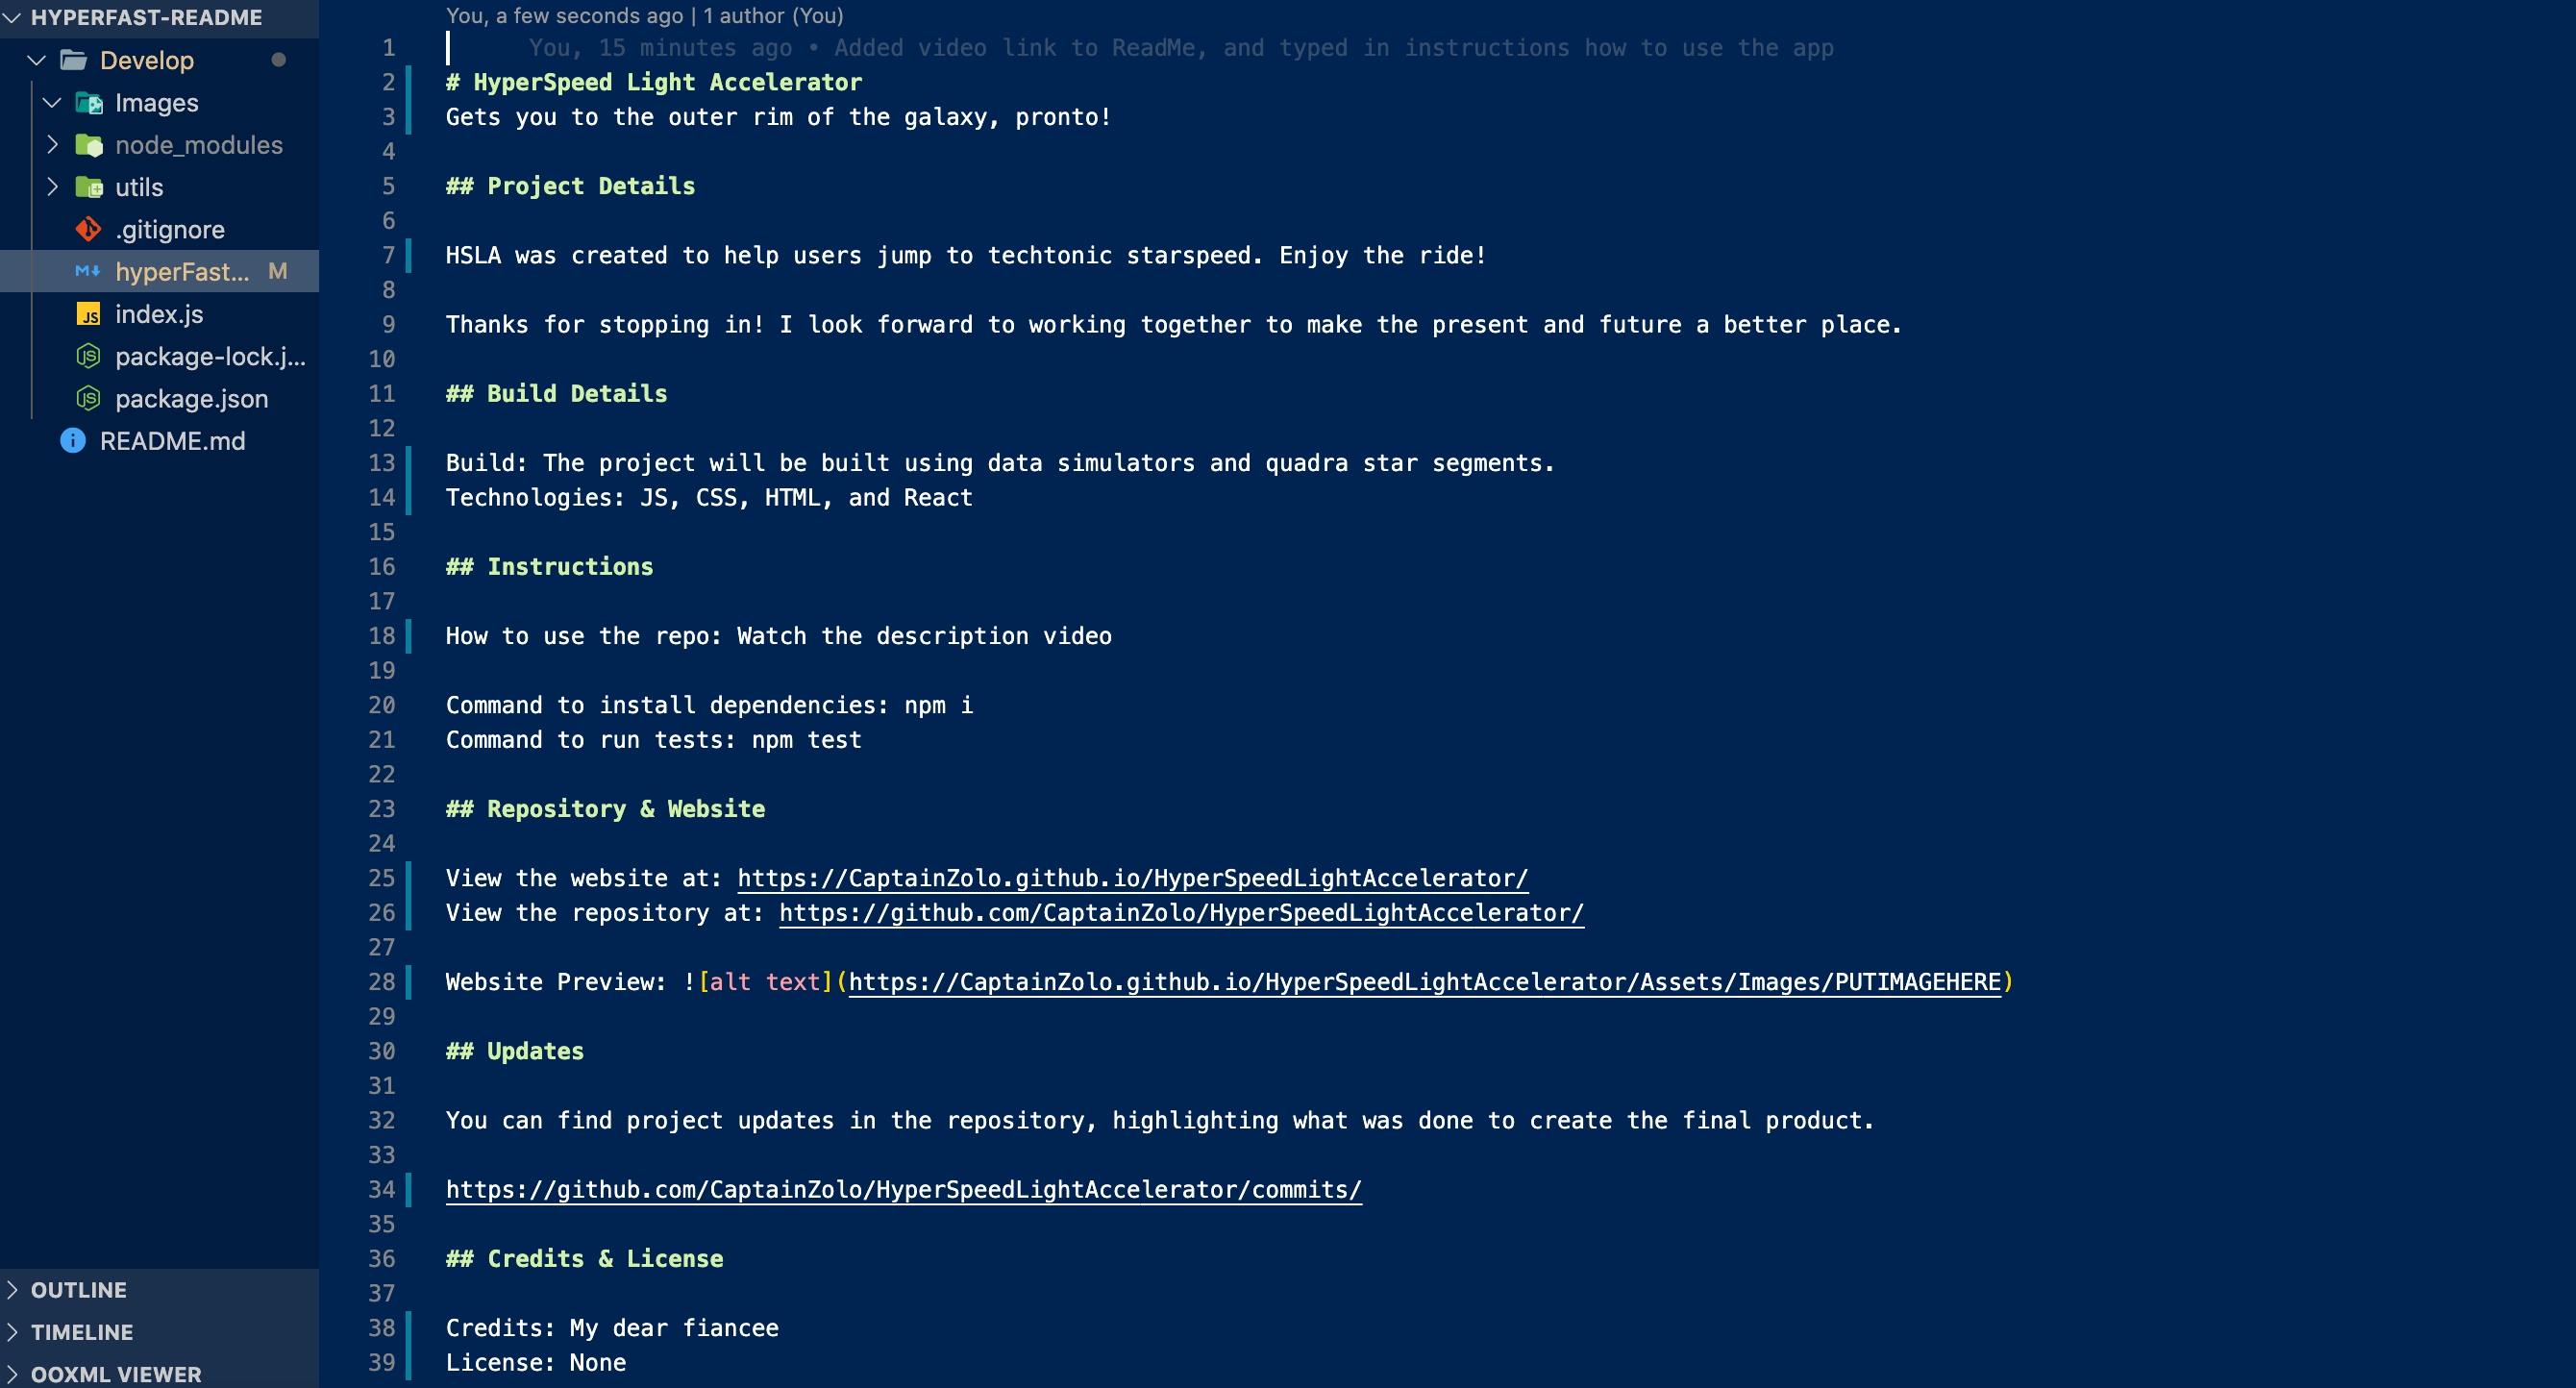 HYPERFAST-README
Develop
Images
node_modules
utils
.gitignore
hyperFast... M
index.js
package-lock.j...
package.json
README.md
OUTLINE
TIMELINE
OOXML VIEWER
You, a few seconds ago | 1 author (You)
1 You, 15 minutes ago • Added video link to ReadMe, and typed in instructions how to use the app
2 # HyperSpeed Light Accelerator
3 Gets you to the outer rim of the galaxy, pronto!
4
5 ## Project Details
6
7 HSLA was created to help users jump to techtonic starspeed. Enjoy the ride!
8
9 Thanks for stopping in! I look forward to working together to make the present and future a better place.
10
11 ## Build Details
12
13 Build: The project will be built using data simulators and quadra star segments.
14 Technologies: JS, CSS, HTML, and React
15
16 ## Instructions
17
18 How to use the repo: Watch the description video
19
20 Command to install dependencies: npm i
21 Command to run tests: npm test
22
23 ## Repository & Website
24
25 View the website at: https://CaptainZolo.github.io/HyperSpeedLightAccelerator/
26 View the repository at: https://github.com/CaptainZolo/HyperSpeedLightAccelerator/
27
28 Website Preview: ![alt text](https://CaptainZolo.github.io/HyperSpeedLightAccelerator/Assets/Images/PUTIMAGEHERE)
29
30 ## Updates
31
32 You can find project updates in the repository, highlighting what was done to create the final product.
33
34 https://github.com/CaptainZolo/HyperSpeedLightAccelerator/commits/
35
36 ## Credits & License
37
38 Credits: My dear fiancee
39 License: None